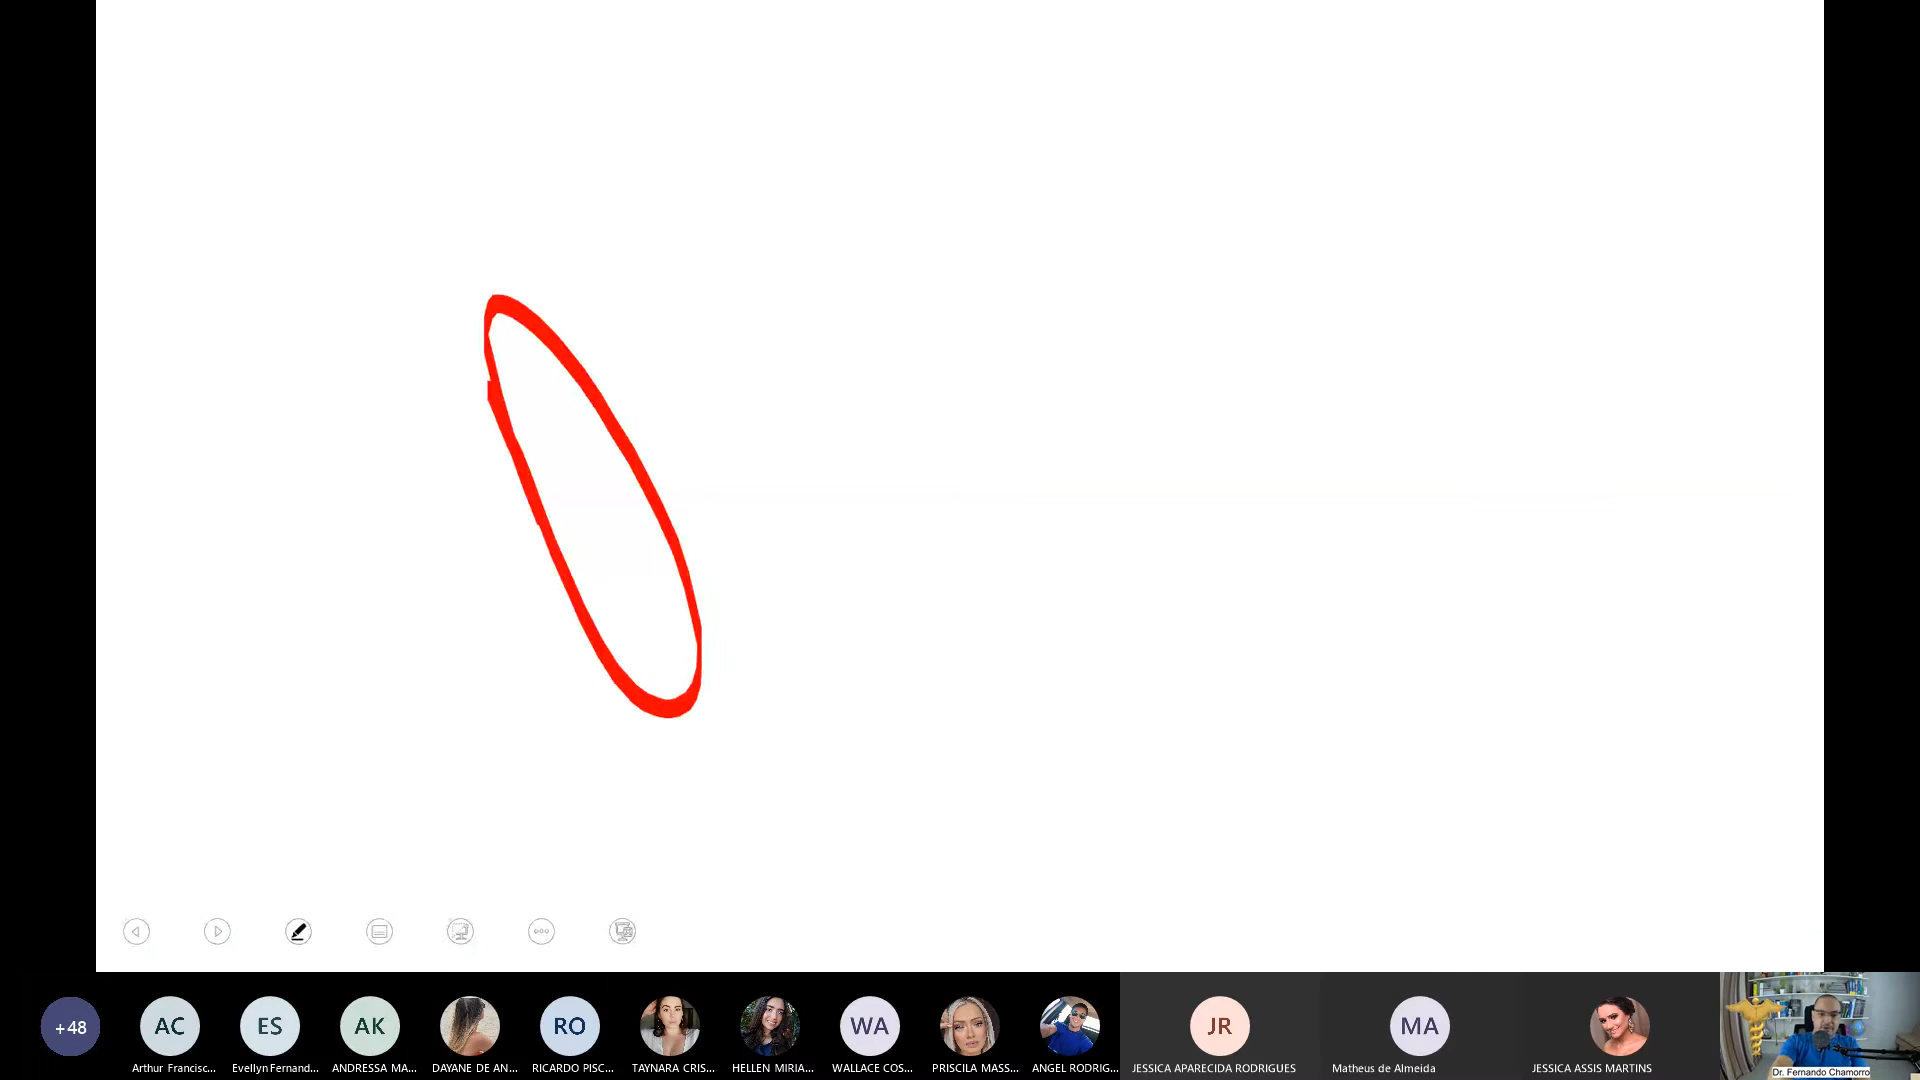 +48
AC
ES
AK
RO
WA
JR
MA
Arthur Francisc...
Evellyn Fernand...
ANDRESSA MA...
DAYANE DE AN...
RICARDO PISC...
TAYNARA CRIS...
HELLEN MIRIA...
WALLACE COS...
PRISCILA MASS...
ANGEL RODRIG...
JESSICA APARECIDA RODRIGUES
Matheus de Almeida
JESSICA ASSIS MARTINS
Dr. Fernando Chamorro